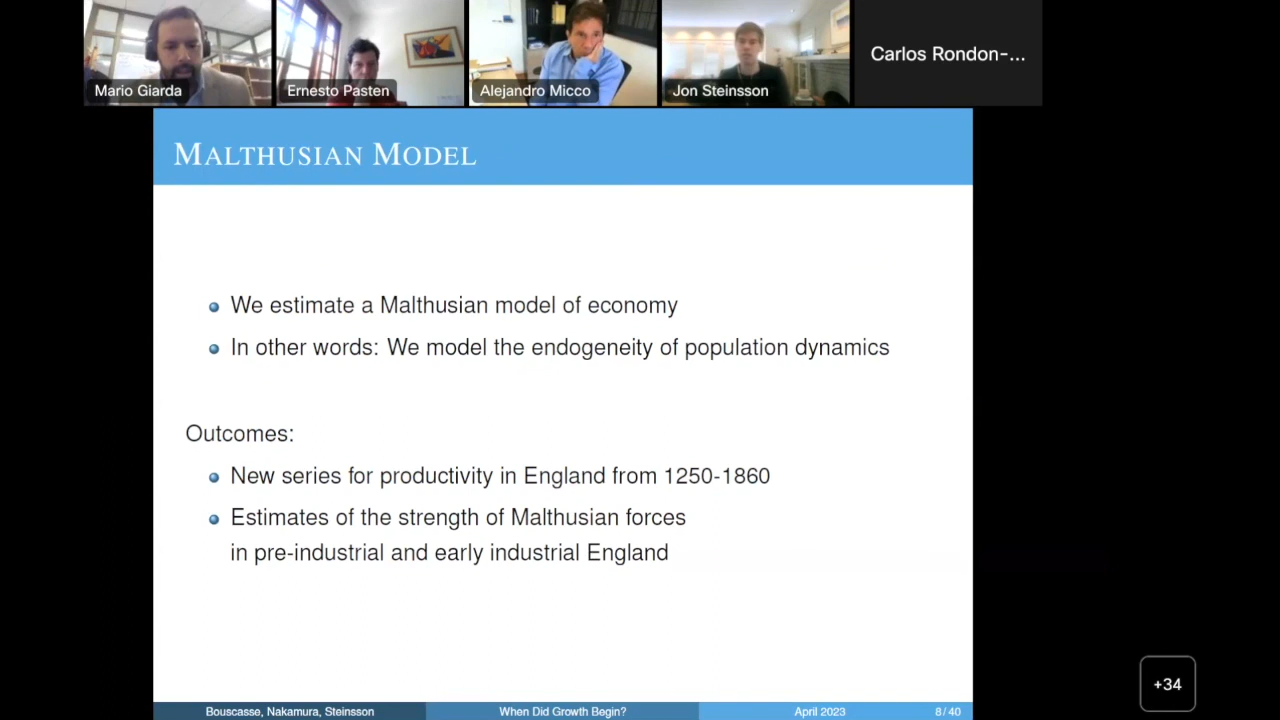 Mario Giarda
Ernesto Pasten
Alejandro Micco
Jon Steinsson
Carlos Rondon-...
MALTHUSIAN MODEL
We estimate a Malthusian model of economy
In other words: We model the endogeneity of population dynamics
Outcomes:
New series for productivity in England from 1250-1860
Estimates of the strength of Malthusian forces
in pre-industrial and early industrial England
+34
Bouscasse, Nakamura, Steinsson
When Did Growth Begin?
April 2023
8 / 40